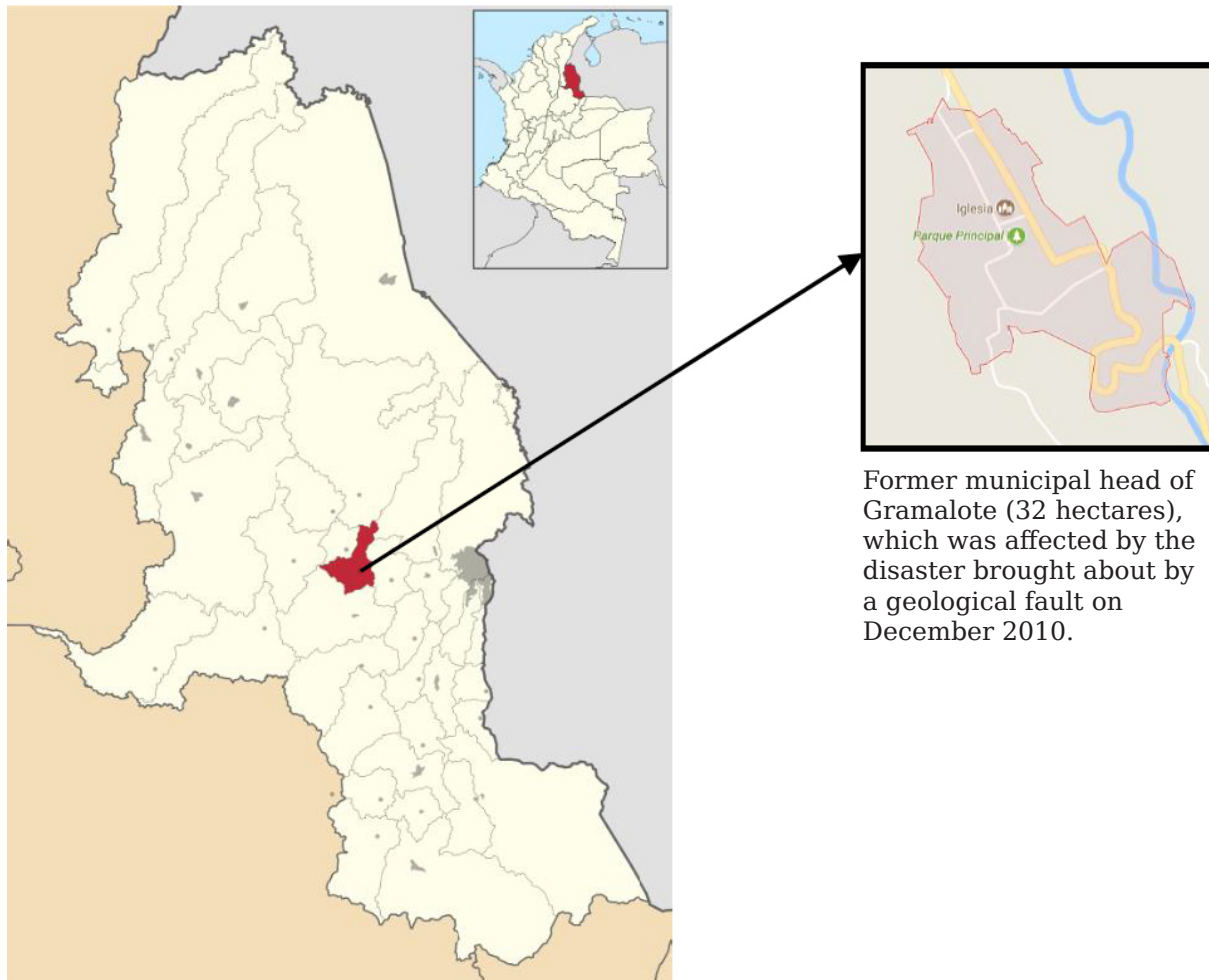 Iglesia
Parque Principal
Former municipal head of
Gramalote (32 hectares),
which was affected by the
disaster brought about by
a geological fault on
December 2010.